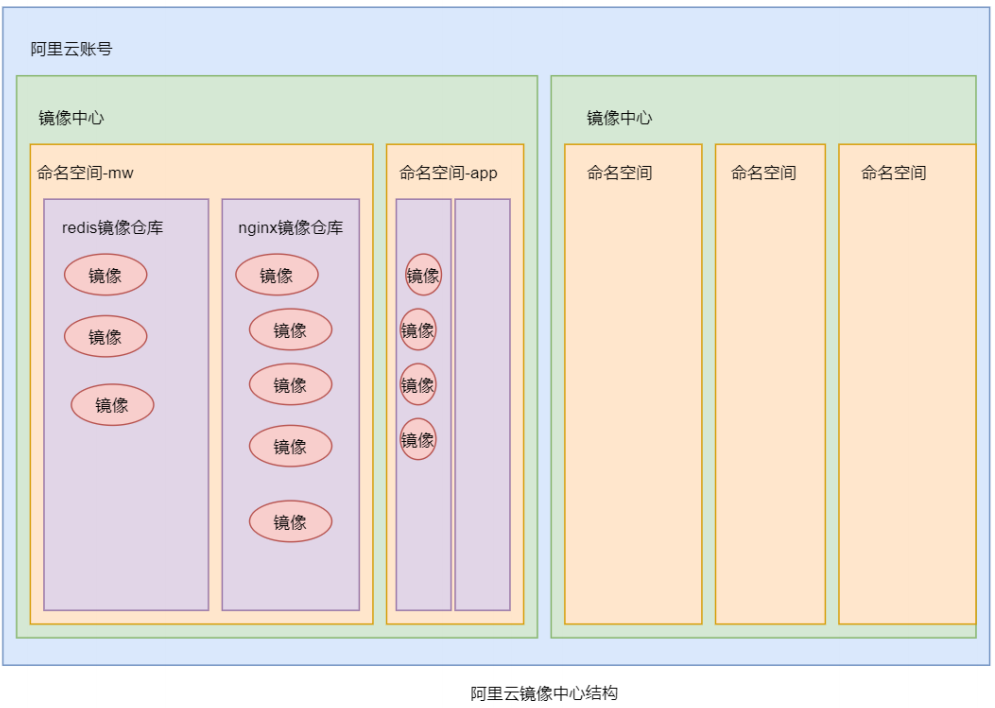 阿里云账号
镜像中心
命名空间-mw
redis镜像仓库
镜像
镜像
镜像
nginx镜像仓库
镜像
镜像
镜像
镜像
镜像
命名空间-app
镜像
镜像
镜像
镜像
镜像中心
命名空间
命名空间
命名空间
阿里云镜像中心结构